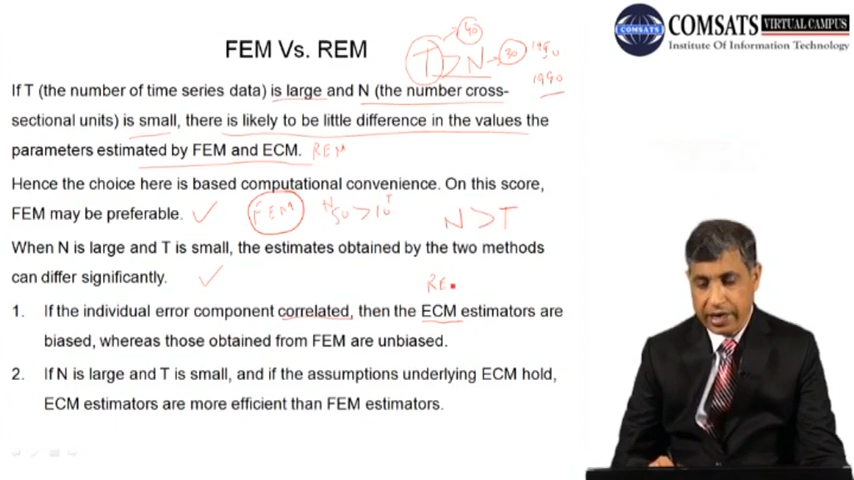 COMSATS VIRTUAL CAMPUS
Institute Of Information Technology
FEM Vs. REM
T > N
40
30
1990
If T (the number of time series data) is large and N (the number cross-
sectional units) is small, there is likely to be little difference in the values the
parameters estimated by FEM and ECM. REM
Hence the choice here is based computational convenience. On this score,
FEM may be preferable. FEM N 50 > 10 T N > T
When N is large and T is small, the estimates obtained by the two methods
can differ significantly.
RE
1. If the individual error component correlated, then the ECM estimators are
biased, whereas those obtained from FEM are unbiased.
2. If N is large and T is small, and if the assumptions underlying ECM hold,
ECM estimators are more efficient than FEM estimators.